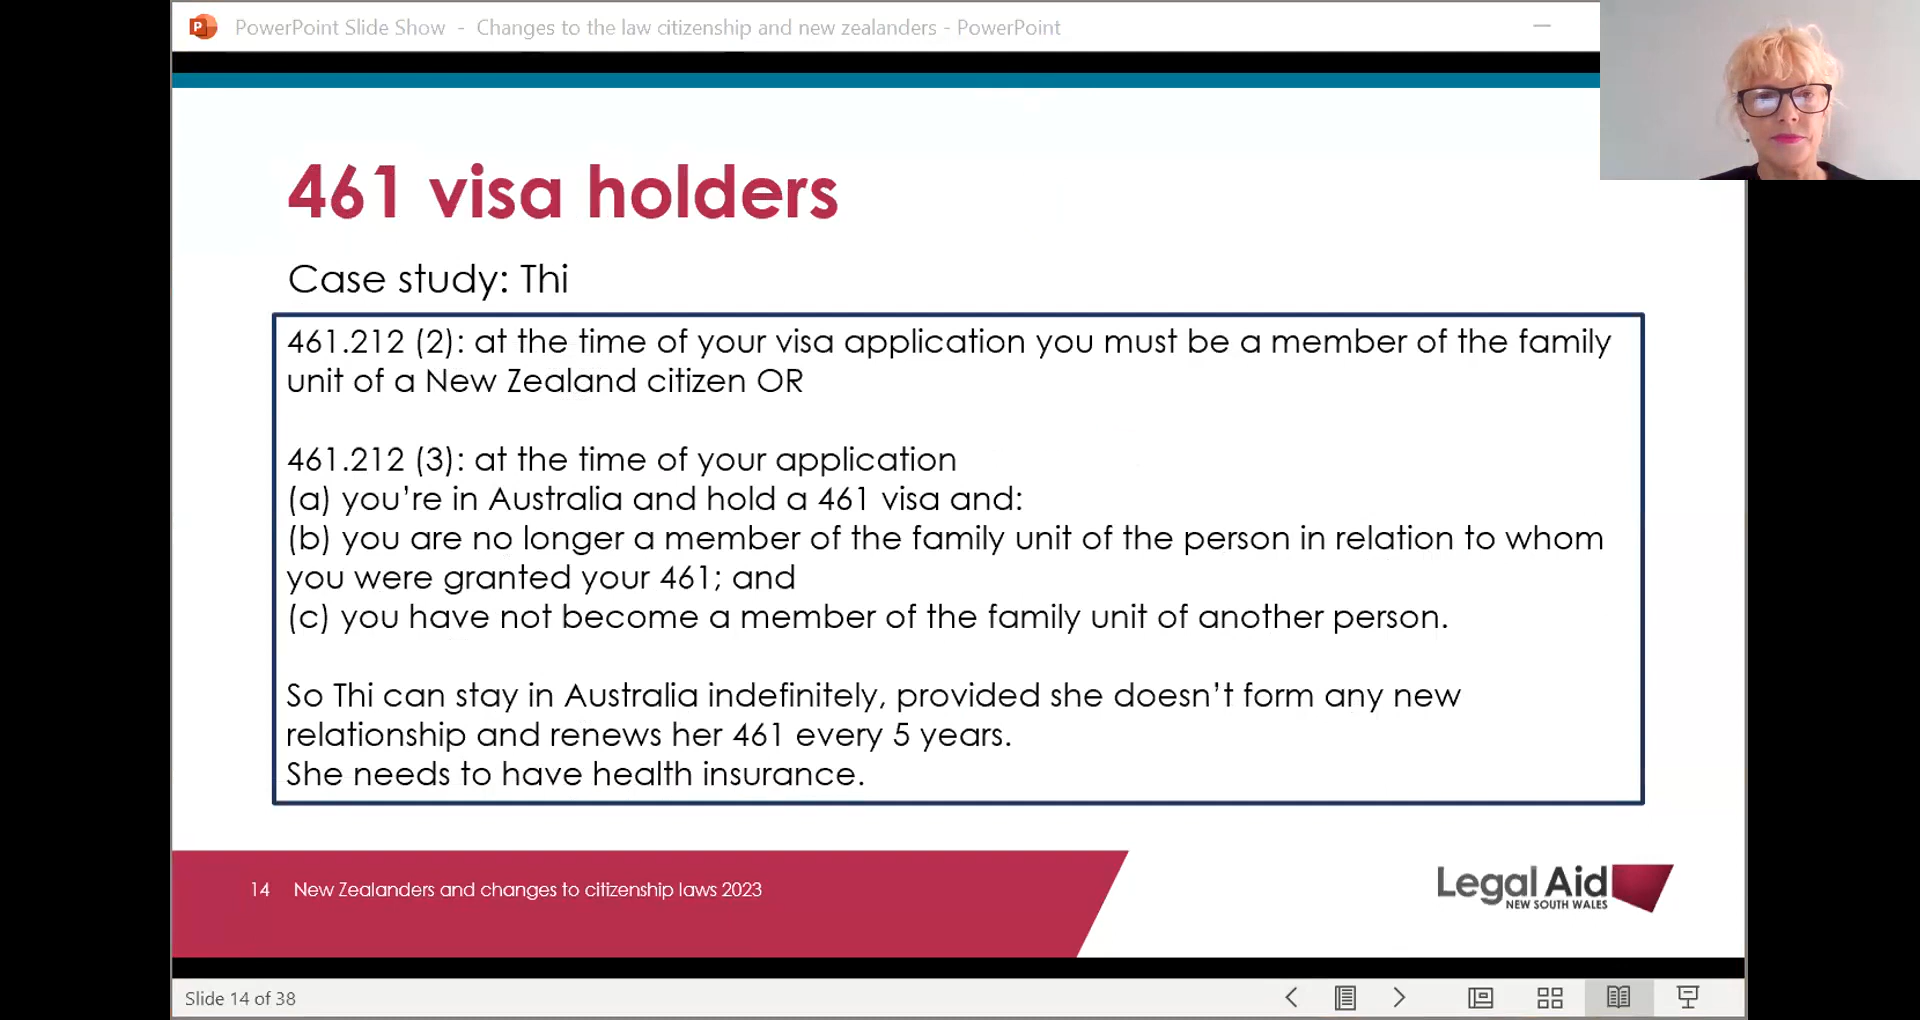 PowerPoint Slide Show - Changes to the law citizenship and new zealanders - PowerPoint
461 visa holders
Case study: Thi
461.212 (2): at the time of your visa application you must be a member of the family
unit of a New Zealand citizen OR
461.212 (3): at the time of your application
(a) you’re in Australia and hold a 461 visa and:
(b) you are no longer a member of the family unit of the person in relation to whom
you were granted your 461; and
(c) you have not become a member of the family unit of another person.
So Thi can stay in Australia indefinitely, provided she doesn’t form any new
relationship and renews her 461 every 5 years.
She needs to have health insurance.
14 New Zealanders and changes to citizenship laws 2023
Legal Aid
NEW SOUTH WALES
Slide 14 of 38